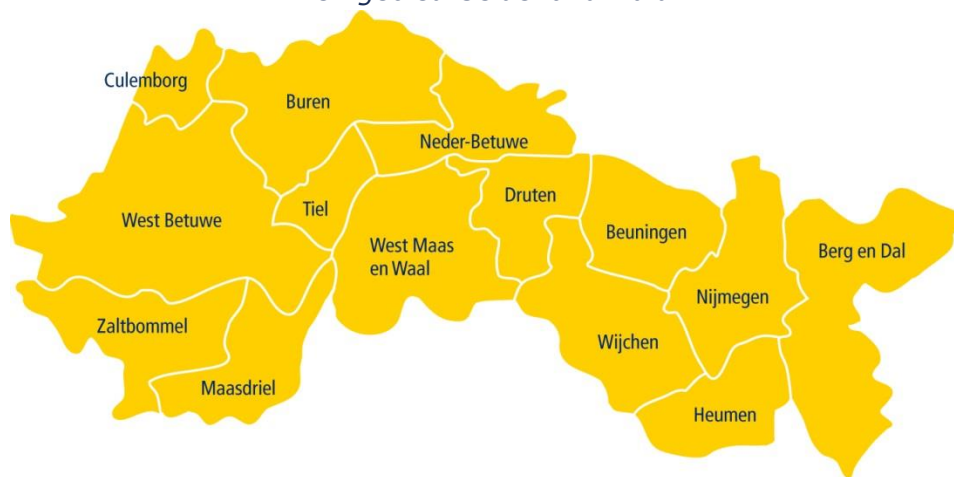 Culemborg
Buren
Neder-Betuwe
Tiel
Druten
West Betuwe
Beuningen
West Maas
en Waal
Berg en Dal
Nijmegen
Zaltbommel
Wijchen
Maasdriel
Heumen